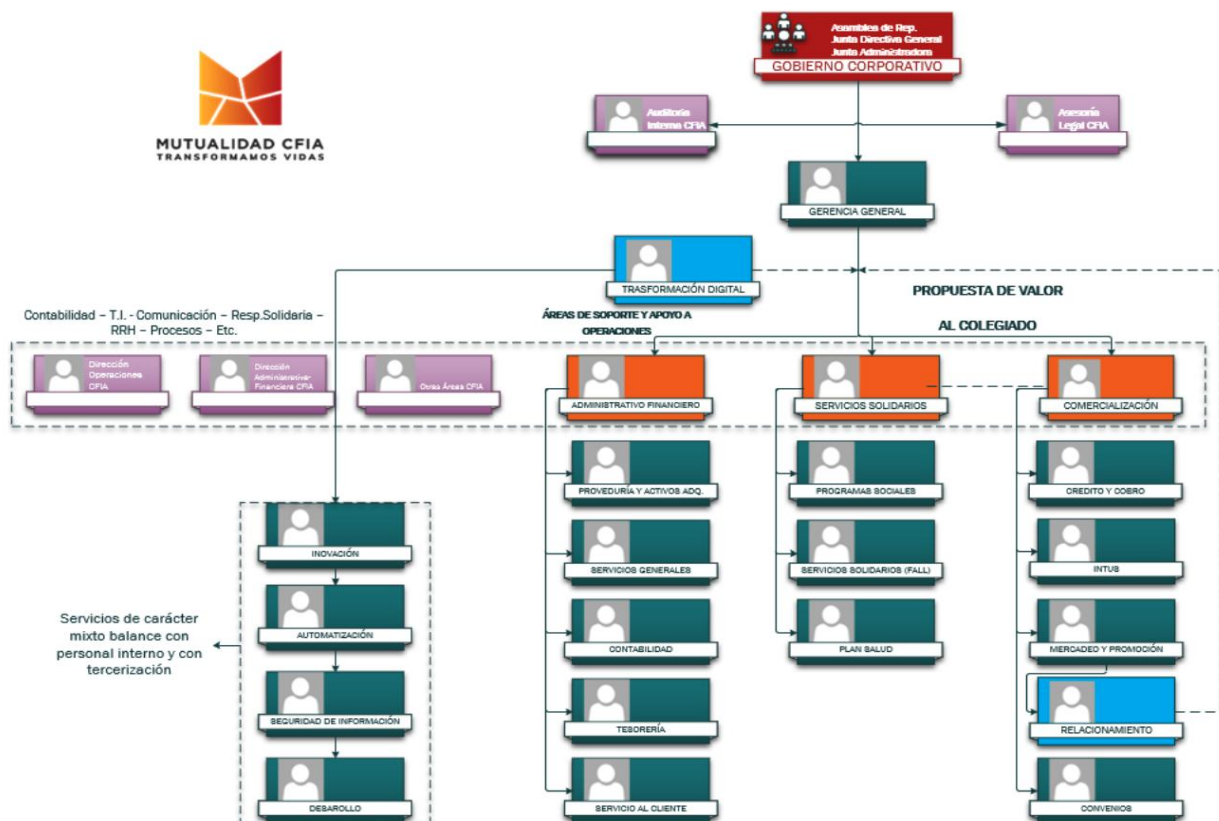 MUTUALIDAD CFIA
TRANSFORMAMOS VIDAS
Asamblea de Rep.
Junta Directiva General
Junta Administradora
GOBIERNO CORPORATIVO
Auditoría
Interna CFIA
Asesoría
Legal CFIA
GERENCIA GENERAL
TRASFORMACIÓN DIGITAL
PROPUESTA DE VALOR
AL COLEGIADO
ÁREAS DE SOPORTE Y APOYO A
OPERACIONES
Contabilidad – T.I. - Comunicación – Resp.Solidaria –
RRH – Procesos – Etc.
Dirección
Operaciones
CFIA
Dirección
Administrativa-
Financiera CFIA
Otras Áreas CFIA
ADMINISTRATIVO FINANCIERO
SERVICIOS SOLIDARIOS
COMERCIALIZACIÓN
PROVEDURÍA Y ACTIVOS ADQ.
SERVICIOS GENERALES
CONTABILIDAD
TESORERÍA
SERVICIO AL CLIENTE
PROGRAMAS SOCIALES
SERVICIOS SOLIDARIOS (FALL)
PLAN SALUD
CREDITO Y COBRO
INTUS
MERCADEO Y PROMOCIÓN
RELACIONAMIENTO
CONVENIOS
INOVACIÓN
AUTOMATIZACIÓN
SEGURIDAD DE INFORMACIÓN
DESAROLLO
Servicios de carácter
mixto balance con
personal interno y con
tercerización